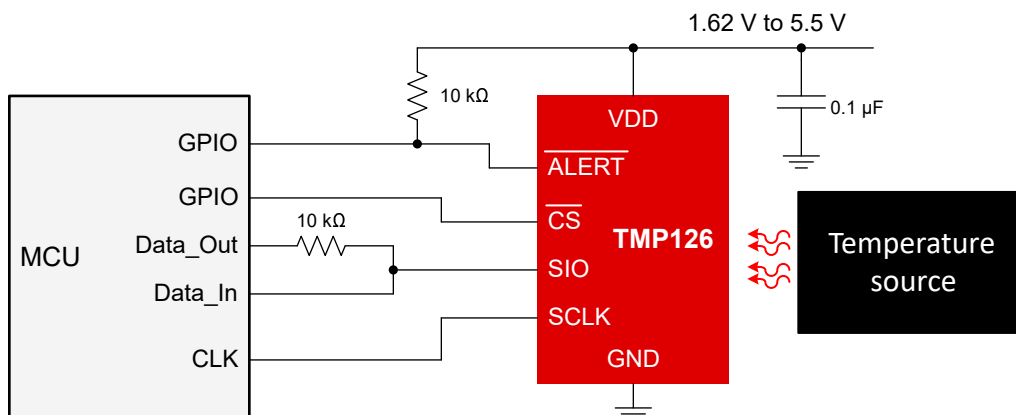 1.62 V to 5.5 V
10 kΩ
0.1 µF
MCU
GPIO
GPIO
Data_Out
Data_In
CLK
10 kΩ
VDD
ALERT
CS
SIO
SCLK
GND
TMP126
Temperature
source